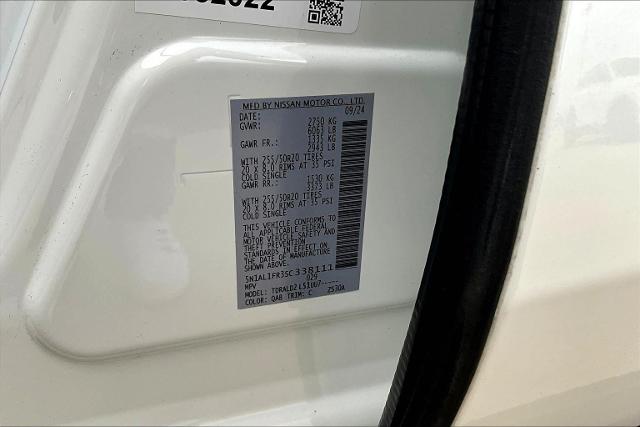 MFD BY NISSAN MOTOR CO., LTD.
DATE: 09/24
GVWR: 2750 KG
6063 LB
GAWR FR.: 1335 KG
2943 LB
WITH 255/50R20 TIRES
20 X 8.0 RIMS AT 35 PSI
COLD SINGLE
GAWR RR.: 1530 KG
3373 LB
WITH 255/50R20 TIRES
20 X 8.0 RIMS AT 35 PSI
COLD SINGLE
THIS VEHICLE CONFORMS TO
ALL APPLICABLE FEDERAL
MOTOR VEHICLE SAFETY AND
THEFT PREVENTION
STANDARDS IN EFFECT ON
THE DATE OF MANUFACTURE
SHOWN ABOVE.
5N1AL1FR3SC338111
MPV 029
MODEL:
COLOR: QAB TRIM: C Z530A